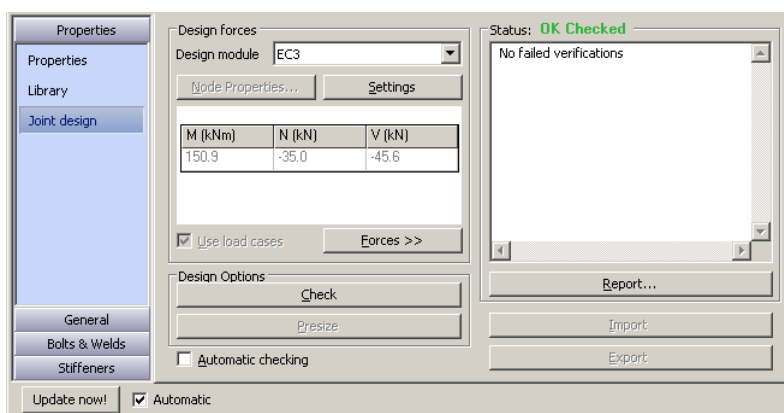 Properties
Properties
Library
Joint design
General
Bolts & Welds
Stiffeners
Update now!
Automatic
Design forces
Design module EC3
Node Properties... Settings
M (kNm) N (kN) V (kN)
150.9 -35.0 -45.6
Use load cases Forces >>
Design Options
Check
Presize
Automatic checking
Status: OK Checked
No failed verifications
Report...
Import
Export